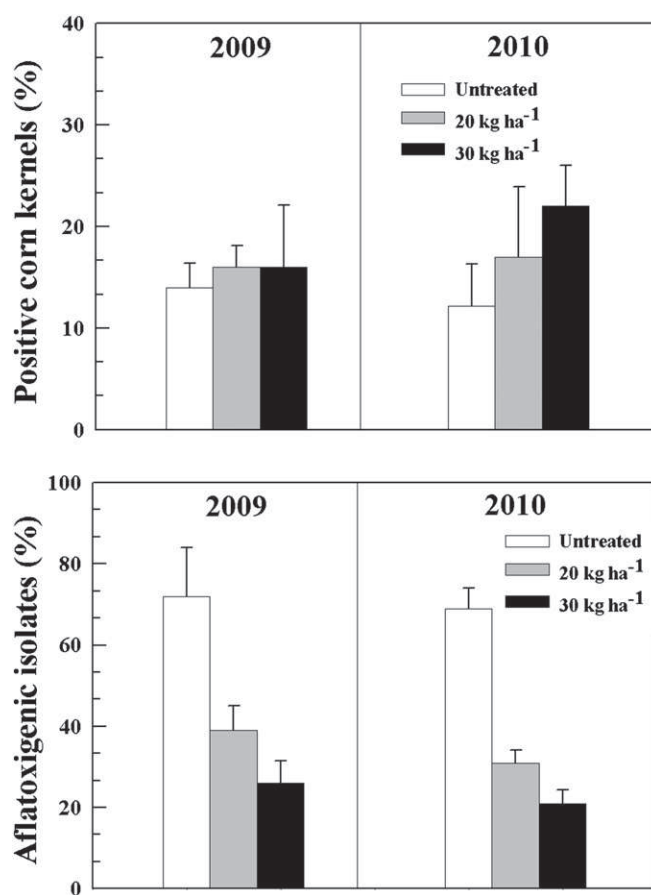 Positive corn kernels (%)
40
30
20
10
0
2009
2010
Untreated
20 kg ha⁻¹
30 kg ha⁻¹
Aflatoxigenic isolates (%)
100
80
60
40
20
0
2009
2010
Untreated
20 kg ha⁻¹
30 kg ha⁻¹